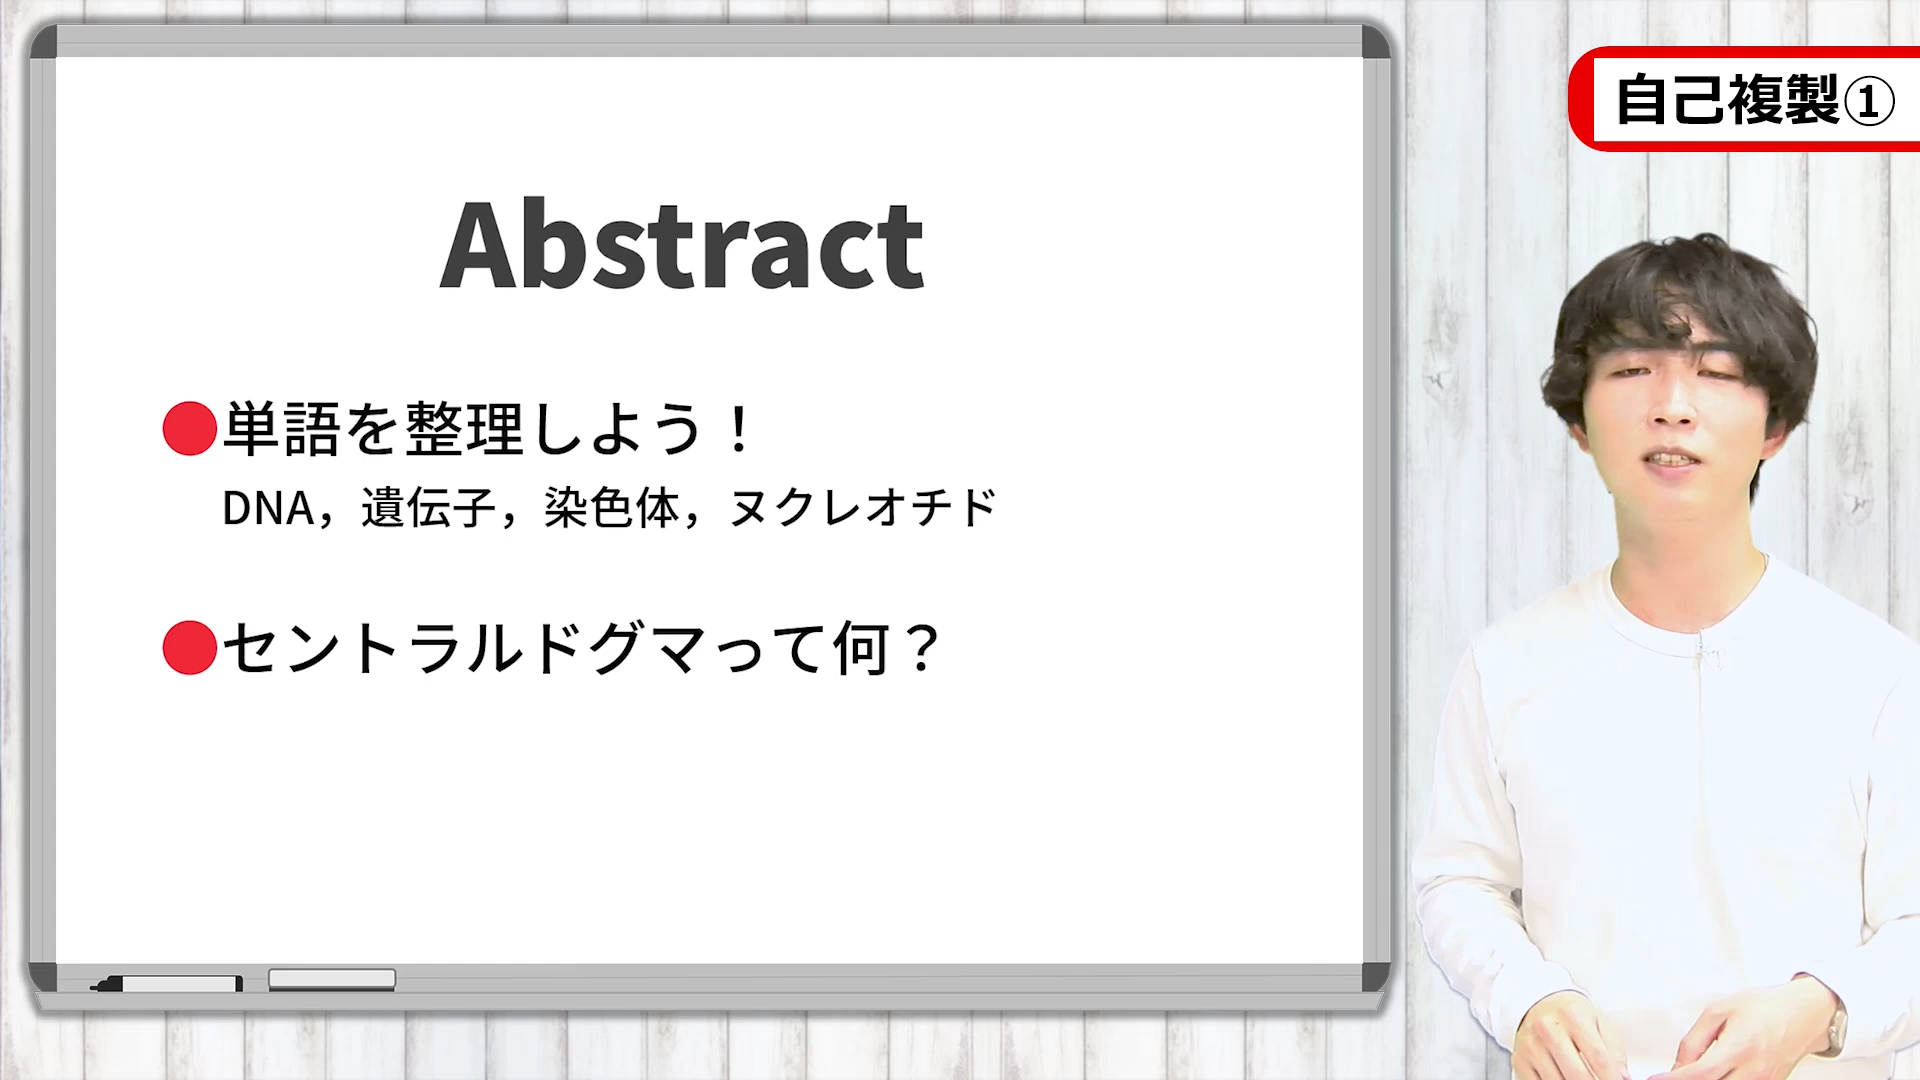 自己複製①
Abstract
●単語を整理しよう！
DNA，遺伝子，染色体，ヌクレオチド
●セントラルドグマって何？